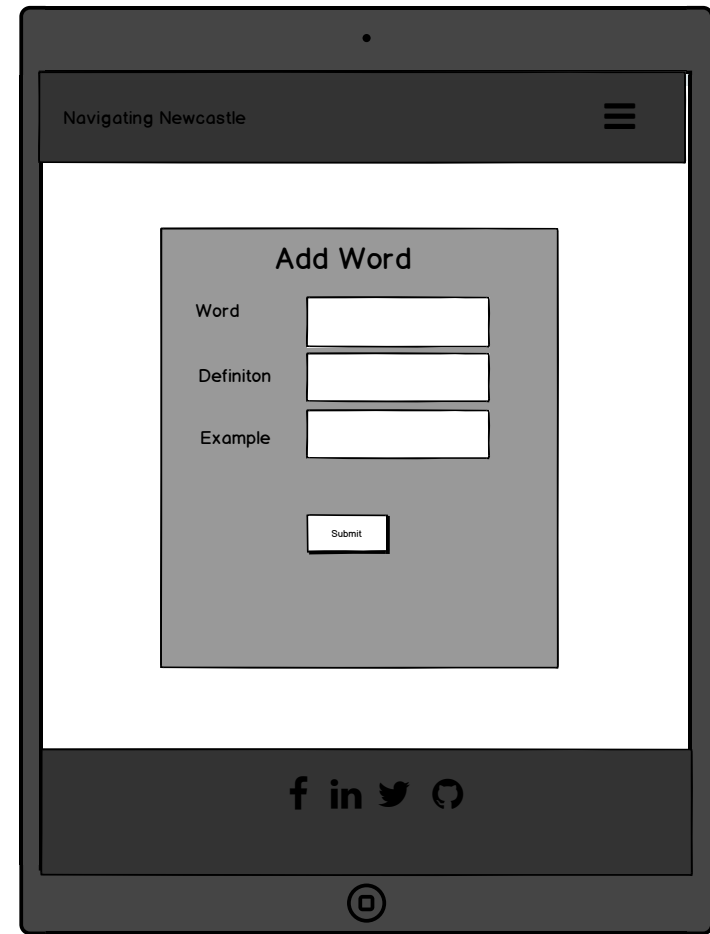 Navigating Newcastle
Add Word
Word
Definiton
Example
Submit